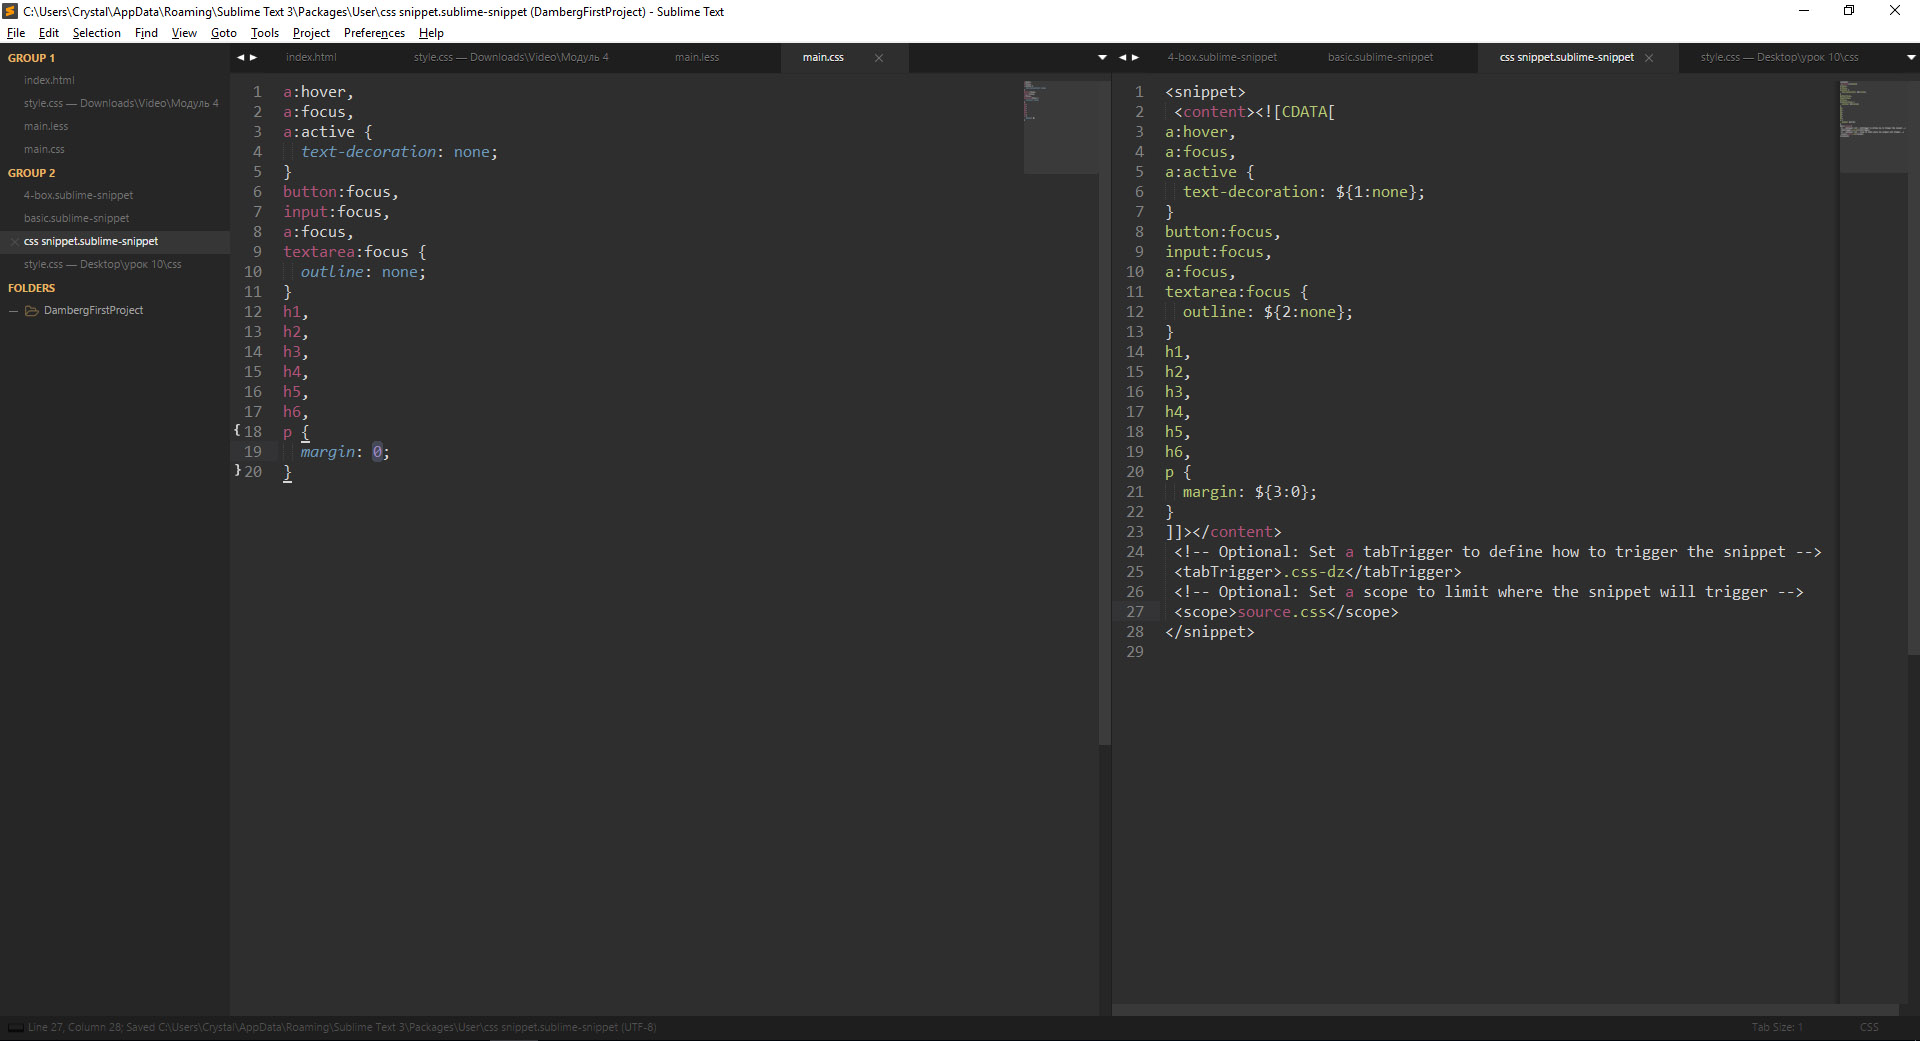 C:\Users\Crystal\AppData\Roaming\Sublime Text 3\Packages\User\css snippet.sublime-snippet (DambergFirstProject) - Sublime Text
File Edit Selection Find View Goto Tools Project Preferences Help
GROUP 1
index.html
style.css — Downloads\Video\Модуль 4
main.less
main.css
GROUP 2
4-box.sublime-snippet
basic.sublime-snippet
css snippet.sublime-snippet
style.css — Desktop\урок 10\css
FOLDERS
DambergFirstProject
index.html style.css — Downloads\Video\Модуль 4 main.less main.css
1 a:hover,
2 a:focus,
3 a:active {
4 text-decoration: none;
5 }
6 button:focus,
7 input:focus,
8 a:focus,
9 textarea:focus {
10 outline: none;
11 }
12 h1,
13 h2,
14 h3,
15 h4,
16 h5,
17 h6,
{ 18 p {
19 margin: 0;
} 20 }
4-box.sublime-snippet basic.sublime-snippet css snippet.sublime-snippet style.css — Desktop\урок 10\css
1 <snippet>
2 <content><![CDATA[
3 a:hover,
4 a:focus,
5 a:active {
6 text-decoration: ${1:none};
7 }
8 button:focus,
9 input:focus,
10 a:focus,
11 textarea:focus {
12 outline: ${2:none};
13 }
14 h1,
15 h2,
16 h3,
17 h4,
18 h5,
19 h6,
20 p {
21 margin: ${3:0};
22 }
23 ]]></content>
24 <!-- Optional: Set a tabTrigger to define how to trigger the snippet -->
25 <tabTrigger>.css-dz</tabTrigger>
26 <!-- Optional: Set a scope to limit where the snippet will trigger -->
27 <scope>source.css</scope>
28 </snippet>
29
Line 27, Column 28; Saved C:\Users\Crystal\AppData\Roaming\Sublime Text 3\Packages\User\css snippet.sublime-snippet (UTF-8) Tab Size: 1 CSS